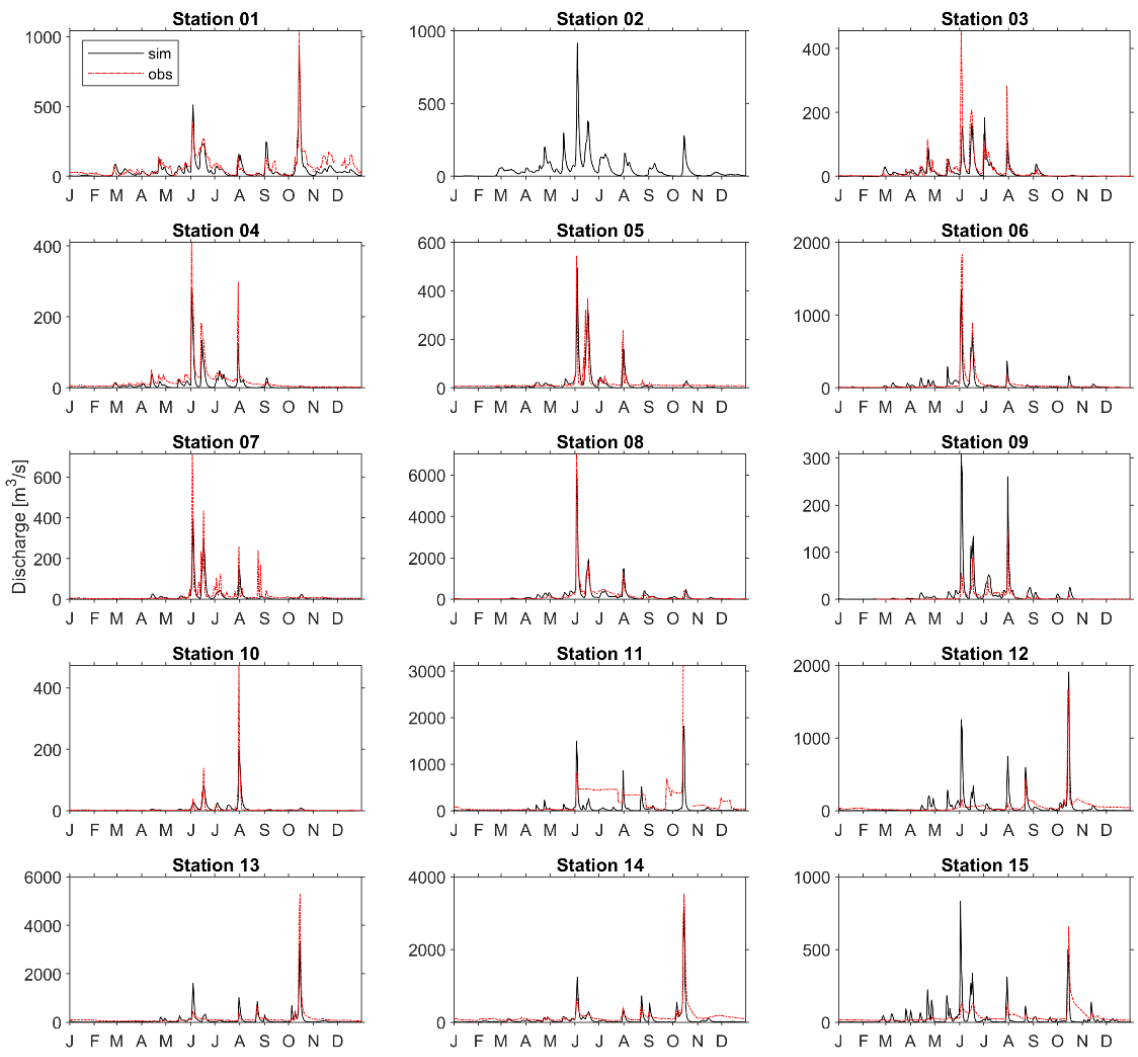 Station 01
Station 02
Station 03
1000
500
0
sim
obs
J F M A M J J A S O N D
1000
500
0
J F M A M J J A S O N D
400
200
0
J F M A M J J A S O N D
Station 04
Station 05
Station 06
400
200
0
J F M A M J J A S O N D
600
400
200
0
J F M A M J J A S O N D
2000
1000
0
J F M A M J J A S O N D
Discharge [m³/s]
Station 07
Station 08
Station 09
600
400
200
0
J F M A M J J A S O N D
6000
4000
2000
0
J F M A M J J A S O N D
300
200
100
0
J F M A M J J A S O N D
Station 10
Station 11
Station 12
400
200
0
J F M A M J J A S O N D
3000
2000
1000
0
J F M A M J J A S O N D
2000
1000
0
J F M A M J J A S O N D
Station 13
Station 14
Station 15
6000
4000
2000
0
J F M A M J J A S O N D
4000
2000
0
J F M A M J J A S O N D
1000
500
0
J F M A M J J A S O N D